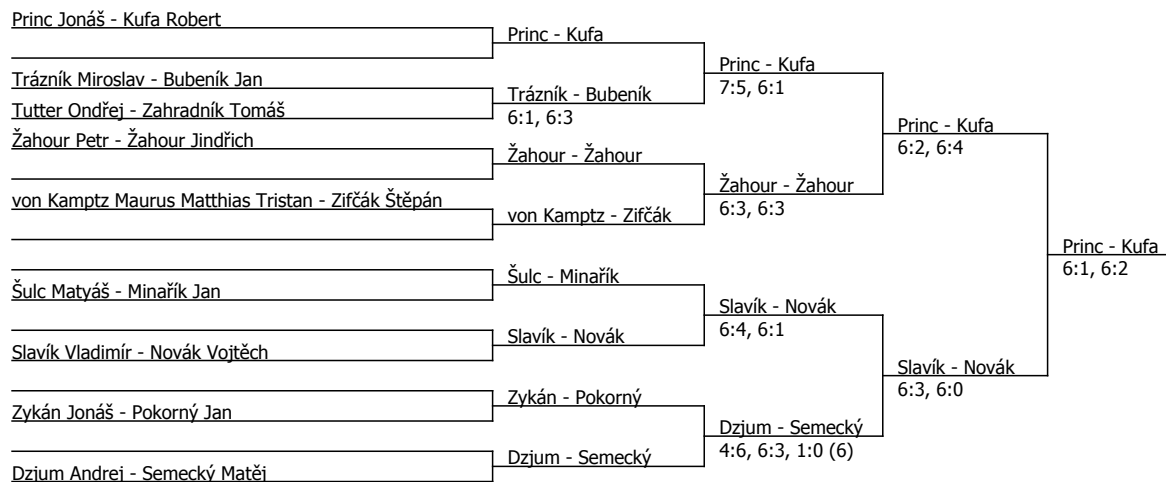 Princ Jonáš - Kufa Robert
Princ - Kufa
Princ - Kufa
7:5, 6:1
Trázník Miroslav - Bubeník Jan
Trázník - Bubeník
6:1, 6:3
Tutter Ondřej - Zahradník Tomáš
Princ - Kufa
6:2, 6:4
Žahour Petr - Žahour Jindřich
Žahour - Žahour
Žahour - Žahour
6:3, 6:3
von Kamptz Maurus Matthias Tristan - Zifčák Štěpán
von Kamptz - Zifčák
Princ - Kufa
6:1, 6:2
Šulc - Minařík
Šulc Matyáš - Minařík Jan
Slavík - Novák
6:4, 6:1
Slavík - Novák
Slavík Vladimír - Novák Vojtěch
Slavík - Novák
6:3, 6:0
Zykán - Pokorný
Zykán Jonáš - Pokorný Jan
Dzjum - Semecký
4:6, 6:3, 1:0 (6)
Dzjum - Semecký
Dzjum Andrej - Semecký Matěj